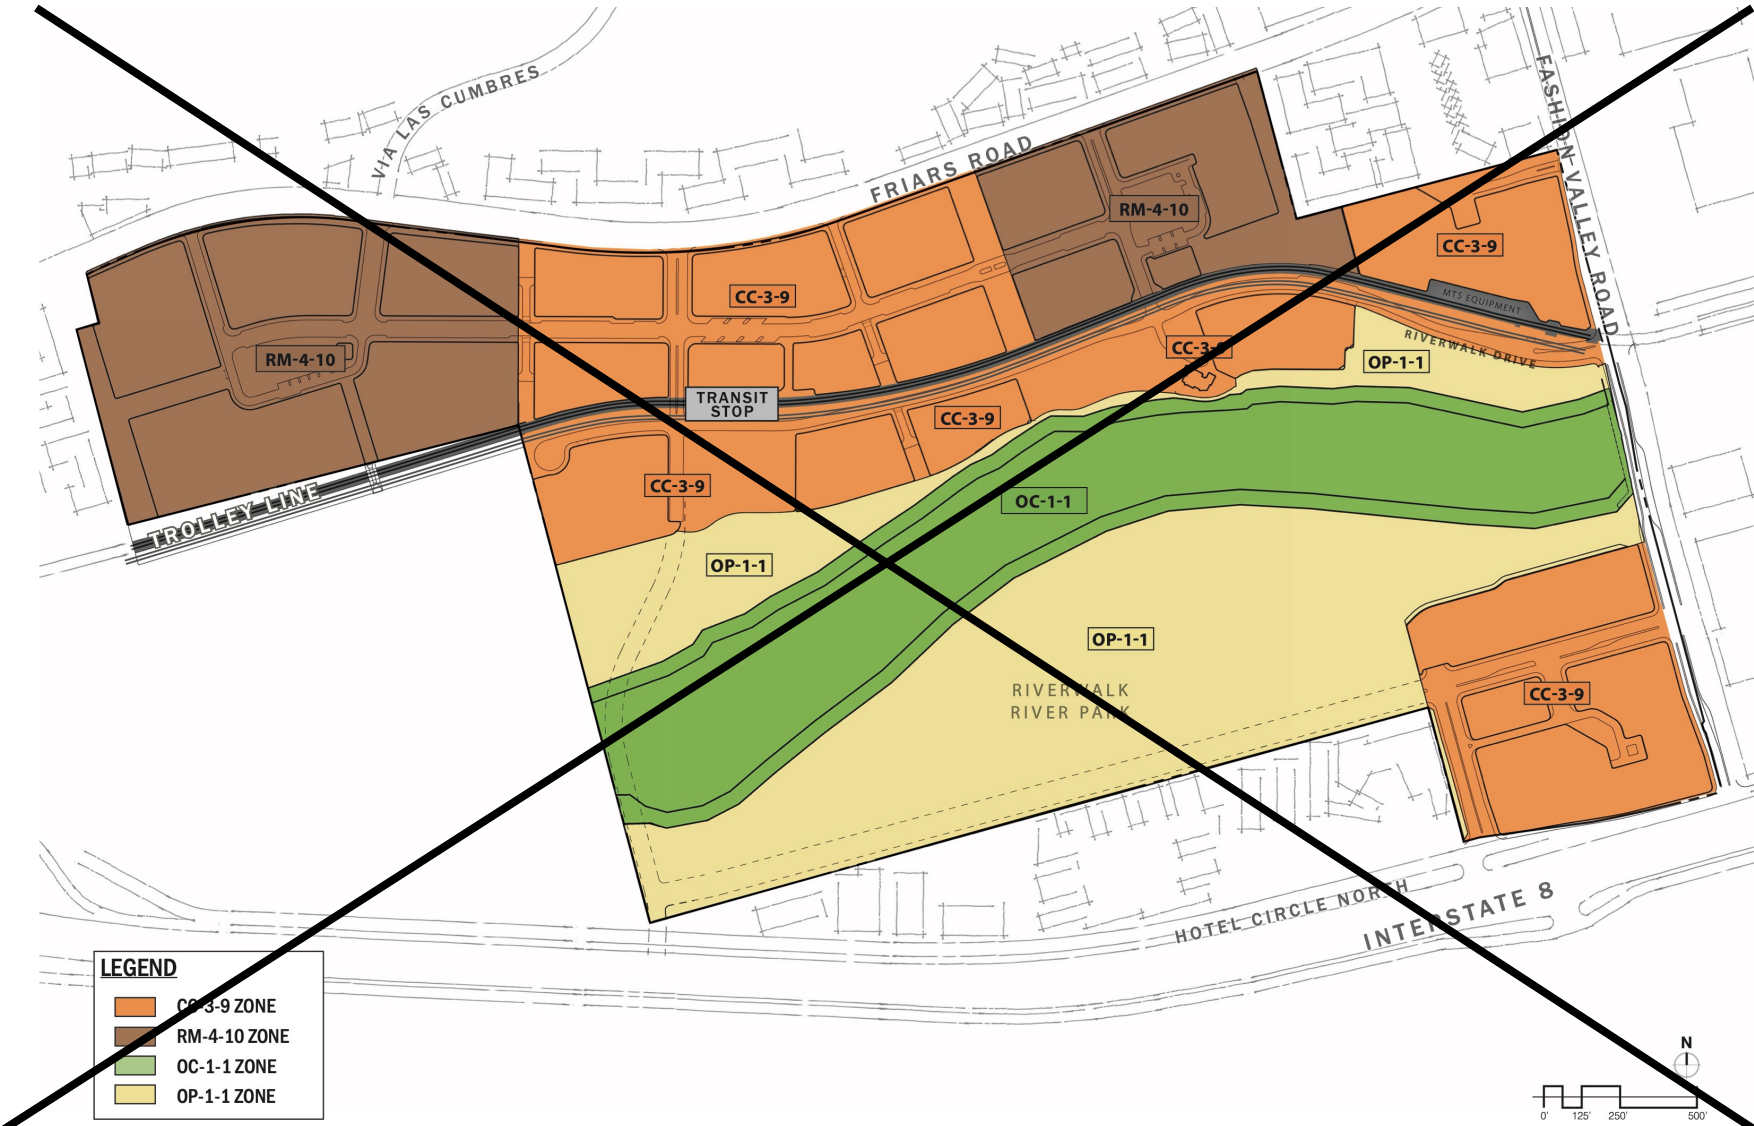 VIA LAS CUMBRES
FRIARS ROAD
FASHION VALLEY ROAD
RM-4-10
CC-3-9
CC-3-9
MTS EQUIPMENT
RIVERWALK DRIVE
RM-4-10
CC-3-9
OP-1-1
TRANSIT
STOP
CC-3-9
CC-3-9
OC-1-1
TROLLEY LINE
OP-1-1
OP-1-1
RIVERWALK
RIVER PARK
CC-3-9
HOTEL CIRCLE NORTH
INTERSTATE 8
LEGEND
CC-3-9 ZONE
RM-4-10 ZONE
OC-1-1 ZONE
OP-1-1 ZONE
N
0' 125' 250' 500'